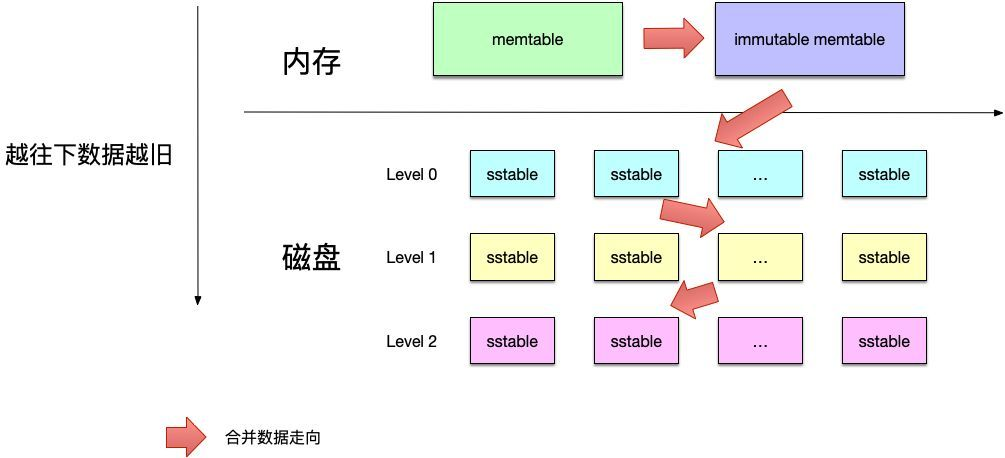 memtable
immutable memtable
内存
越往下数据越旧
Level 0
sstable
sstable
...
sstable
磁盘
Level 1
sstable
sstable
...
sstable
Level 2
sstable
sstable
...
sstable
合并数据走向